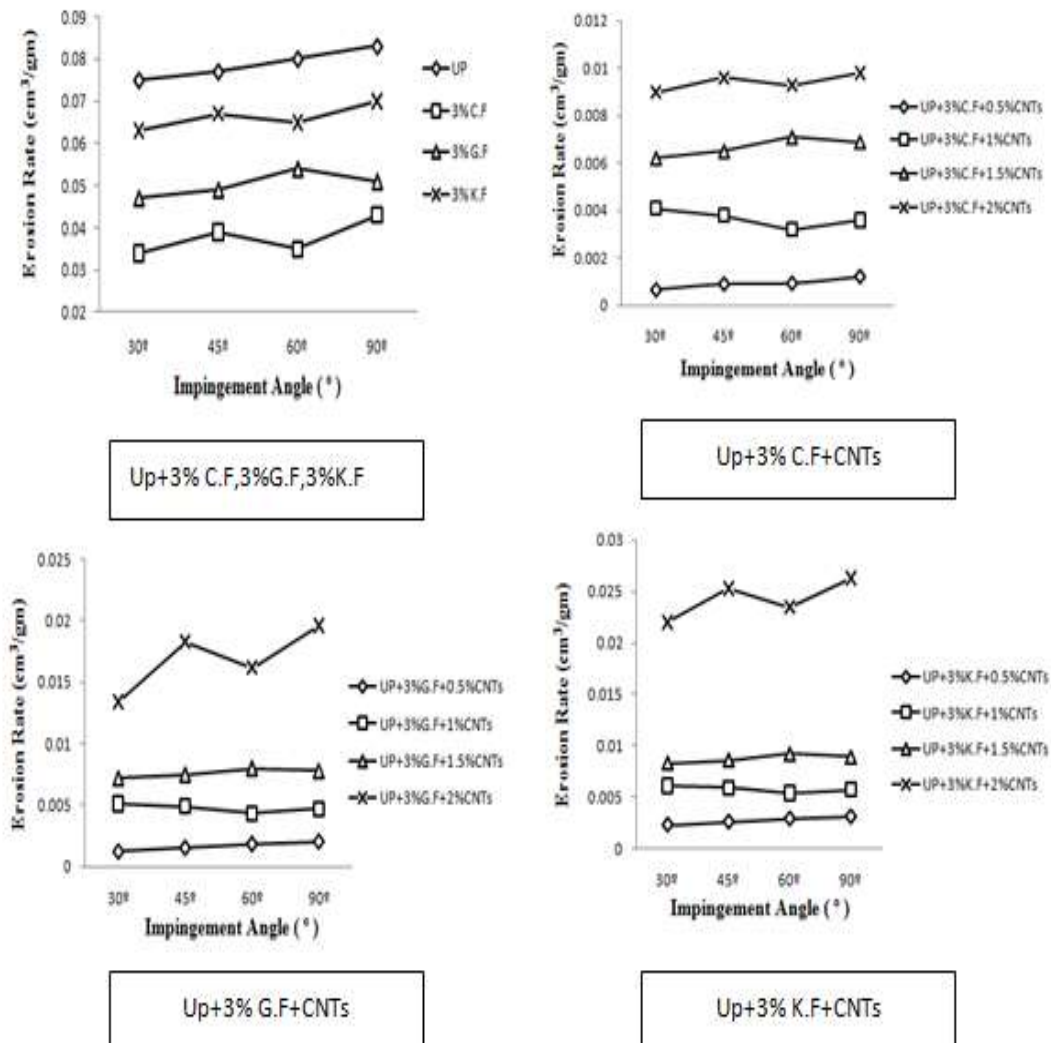 Erosion Rate (cm³/gm)
0.09
0.08
0.07
0.06
0.05
0.04
0.03
0.02
30º 45º 60º 90º
Impingement Angle ( º )
UP
3%C.F
3%G.F
3%K.F
Up+3% C.F,3%G.F,3%K.F
Erosion Rate (cm³/gm)
0.012
0.01
0.008
0.006
0.004
0.002
0
30º 45º 60º 90º
Impingement Angle ( º )
UP+3%C.F+0.5%CNTs
UP+3%C.F+1%CNTs
UP+3%C.F+1.5%CNTs
UP+3%C.F+2%CNTs
Up+3% C.F+CNTs
Erosion Rate (cm³/gm)
0.025
0.02
0.015
0.01
0.005
0
30º 45º 60º 90º
Impingement Angle ( º )
UP+3%G.F+0.5%CNTs
UP+3%G.F+1%CNTs
UP+3%G.F+1.5%CNTs
UP+3%G.F+2%CNTs
Up+3% G.F+CNTs
Erosion Rate (cm³/gm)
0.03
0.025
0.02
0.015
0.01
0.005
0
30º 45º 60º 90º
Impingement Angle ( º )
UP+3%K.F+0.5%CNTs
UP+3%K.F+1%CNTs
UP+3%K.F+1.5%CNTs
UP+3%K.F+2%CNTs
Up+3% K.F+CNTs